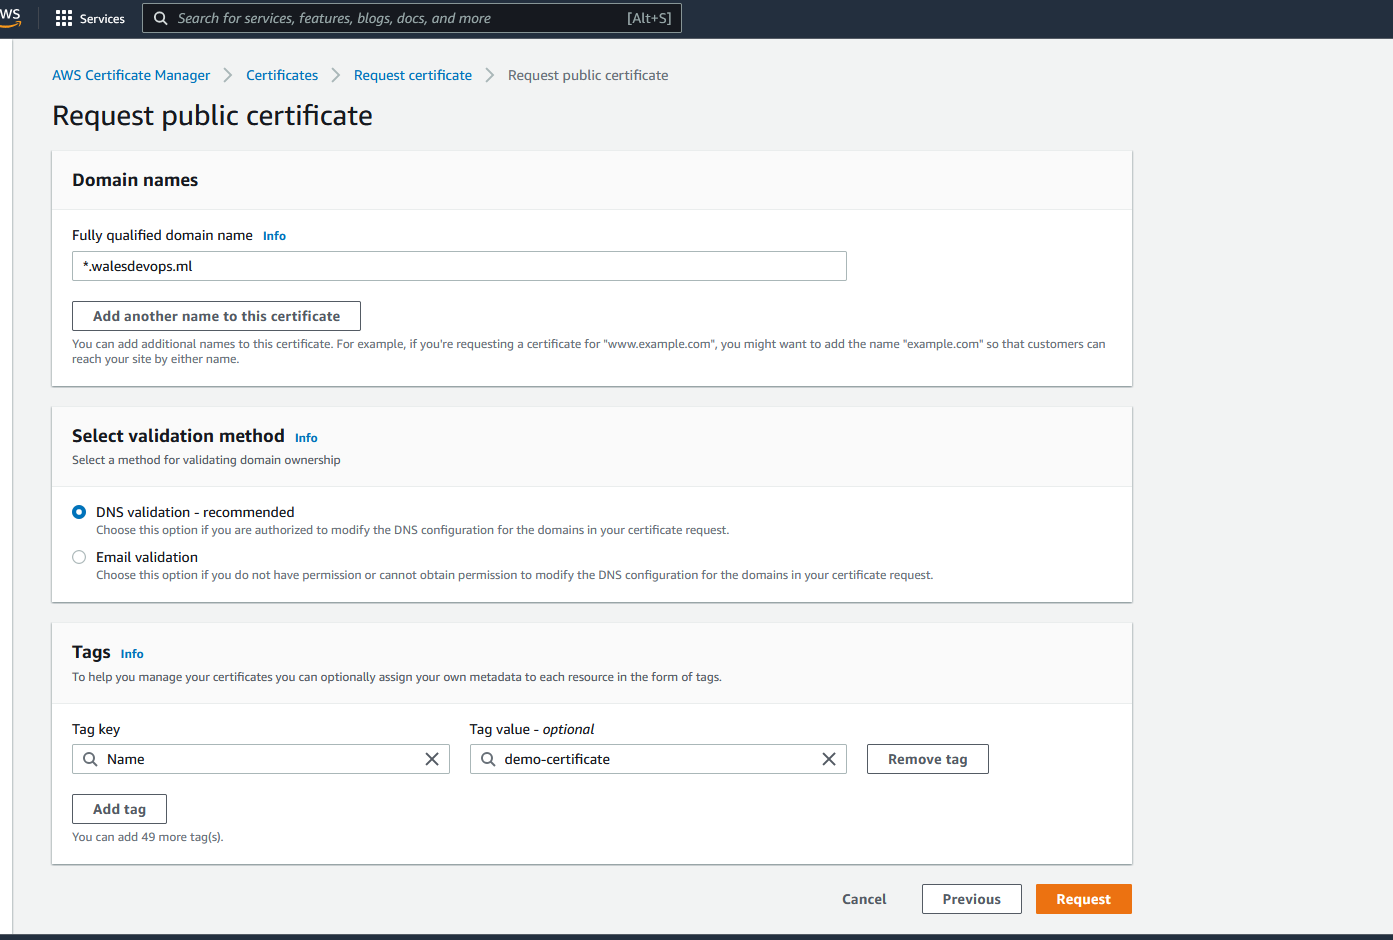 WS
Services
Search for services, features, blogs, docs, and more [Alt+S]
AWS Certificate Manager > Certificates > Request certificate > Request public certificate
Request public certificate
Domain names
Fully qualified domain name Info
*.walesdevops.ml
Add another name to this certificate
You can add additional names to this certificate. For example, if you're requesting a certificate for "www.example.com", you might want to add the name "example.com" so that customers can
reach your site by either name.
Select validation method Info
Select a method for validating domain ownership
DNS validation - recommended
Choose this option if you are authorized to modify the DNS configuration for the domains in your certificate request.
Email validation
Choose this option if you do not have permission or cannot obtain permission to modify the DNS configuration for the domains in your certificate request.
Tags Info
To help you manage your certificates you can optionally assign your own metadata to each resource in the form of tags.
Tag key Tag value - optional
Name demo-certificate Remove tag
Add tag
You can add 49 more tag(s).
Cancel Previous Request